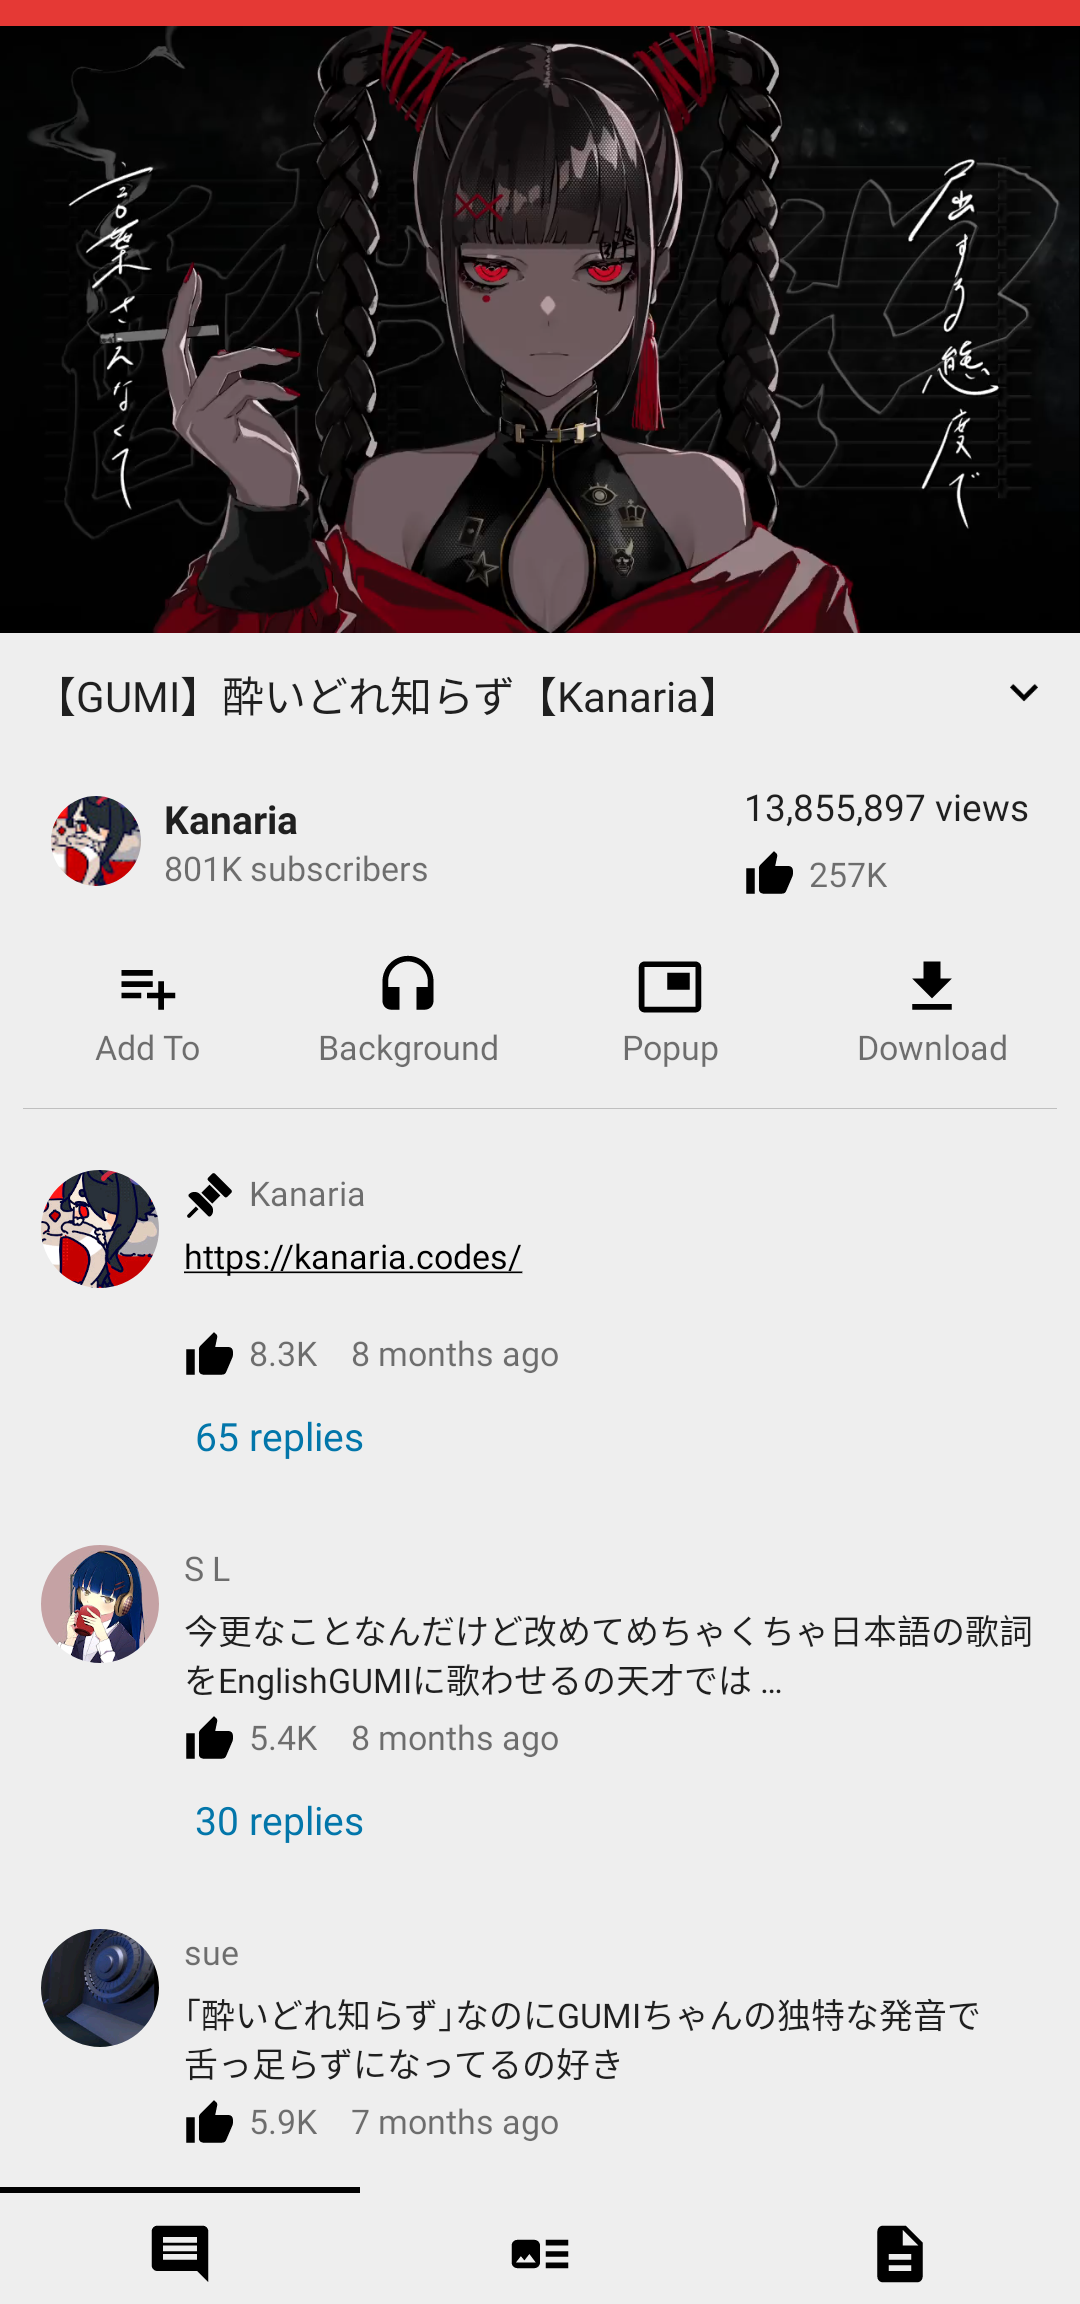 屈する態度で
言葉さんなくて
【GUMI】酔いどれ知らず【Kanaria】
Kanaria
801K subscribers
13,855,897 views
257K
Add To
Background
Popup
Download
Kanaria
https://kanaria.codes/
8.3K 8 months ago
65 replies
S L
今更なことなんだけど改めてめちゃくちゃ日本語の歌詞
をEnglishGUMIに歌わせるの天才では ...
5.4K 8 months ago
30 replies
sue
「酔いどれ知らず」なのにGUMIちゃんの独特な発音で
舌っ足らずになってるの好き
5.9K 7 months ago